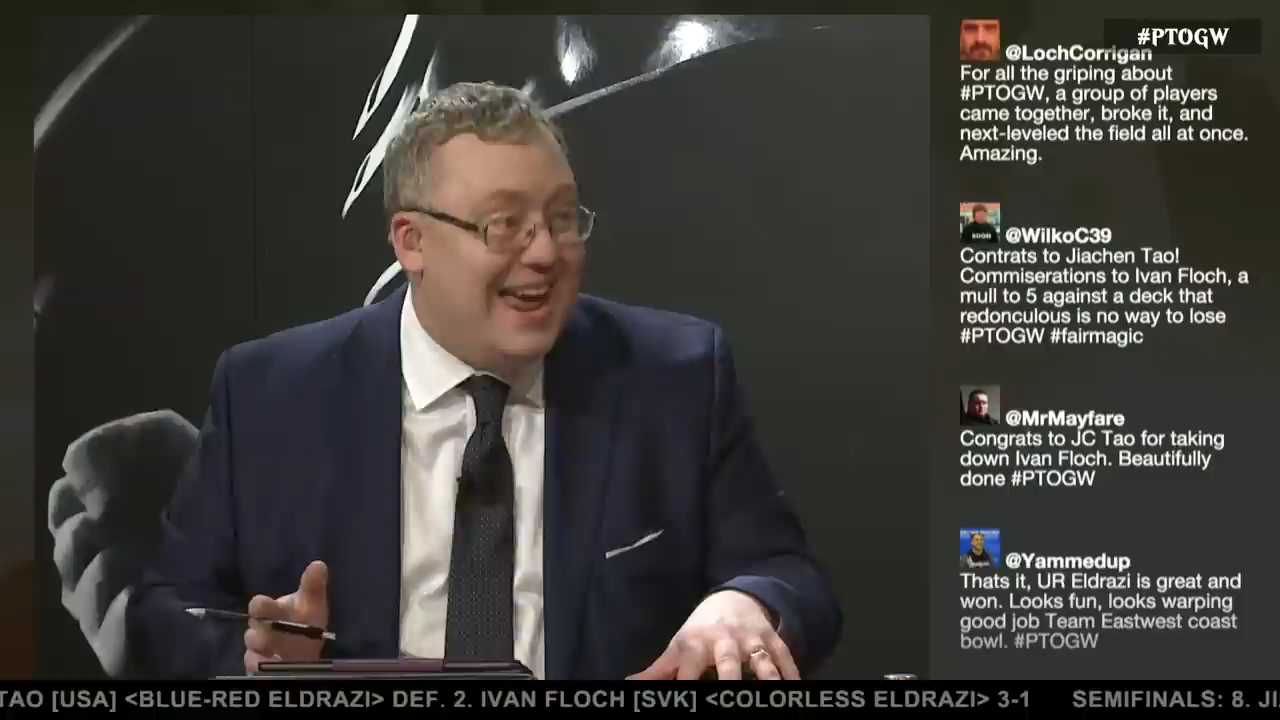 #PTOGW
@LochCorrigan
For all the griping about
#PTOGW, a group of players
came together, broke it, and
next-leveled the field all at once.
Amazing.
@WilkoC39
Contrats to Jiachen Tao!
Commiserations to Ivan Floch, a
mull to 5 against a deck that
redonculous is no way to lose
#PTOGW #fairmagic
@MrMayfare
Congrats to JC Tao for taking
down Ivan Floch. Beautifully
done #PTOGW
@Yammedup
Thats it, UR Eldrazi is great and
won. Looks fun, looks warping
good job Team Eastwest coast
bowl. #PTOGW
TAO [USA] <BLUE-RED ELDRAZI> DEF. 2. IVAN FLOCH [SVK] <COLORLESS ELDRAZI> 3-1 SEMIFINALS: 8. JI